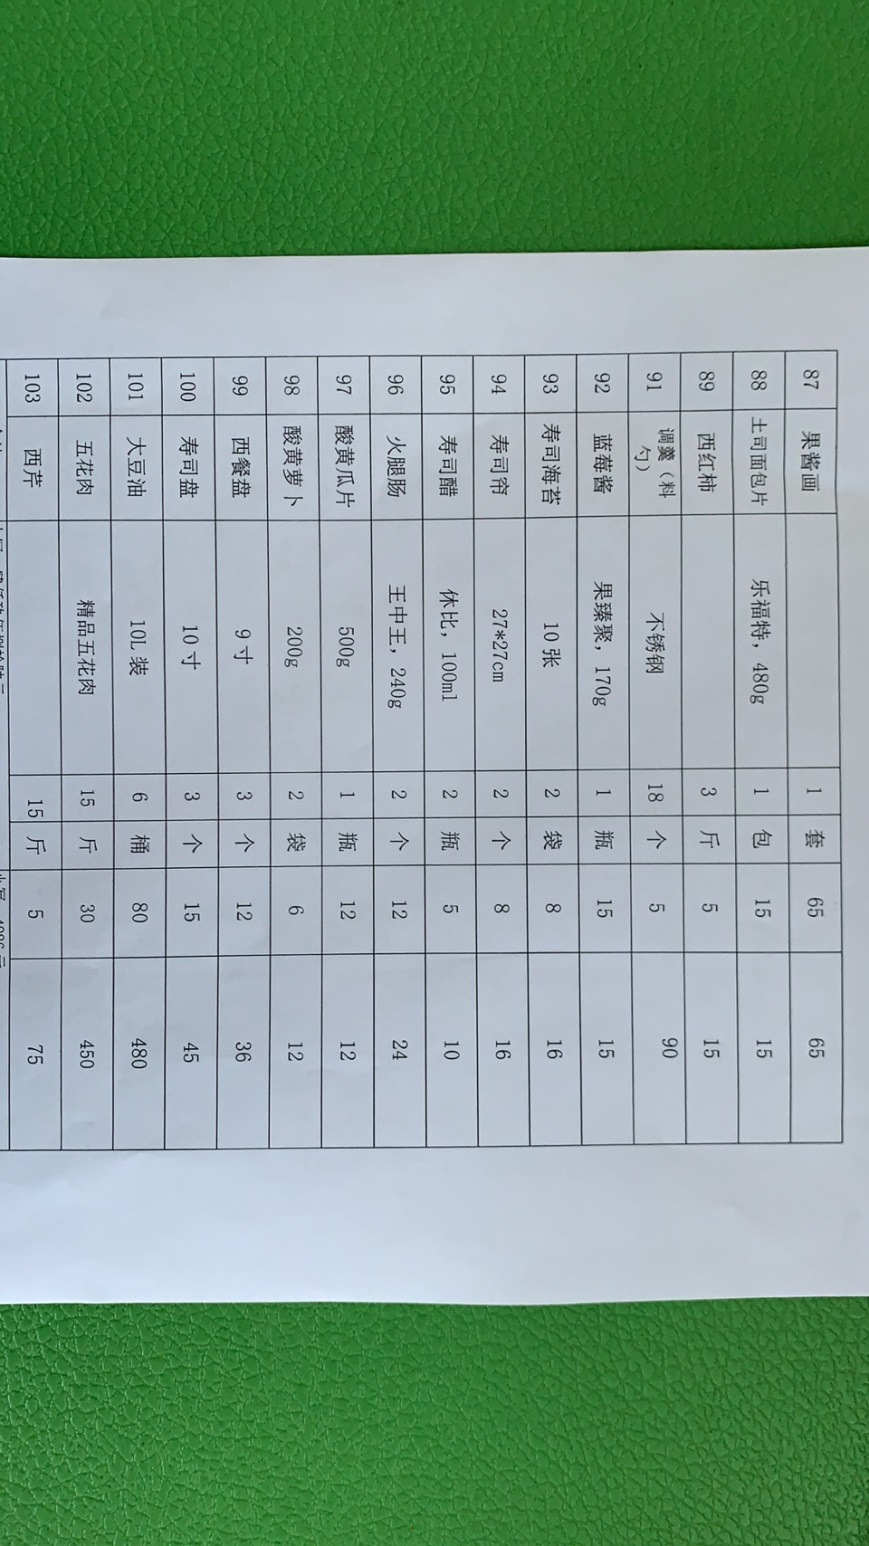 87 果酱画 1 套 65 65
88 土司面包片 乐福特，480g 1 包 15 15
89 西红柿 3 斤 5 15
91 调羹（料勺） 不锈钢 18 个 5 90
92 蓝莓酱 果臻聚，170g 1 瓶 15 15
93 寿司海苔 10 张 2 袋 8 16
94 寿司帘 27*27cm 2 个 8 16
95 寿司醋 休比，100ml 2 瓶 5 10
96 火腿肠 王中王，240g 2 个 12 24
97 酸黄瓜片 500g 1 瓶 12 12
98 酸黄萝卜 200g 2 袋 6 12
99 西餐盘 9 寸 3 个 12 36
100 寿司盘 10 寸 3 个 15 45
101 大豆油 10L 装 6 桶 80 480
102 五花肉 精品五花肉 15 斤 30 450
103 西芹 15 斤 5 75